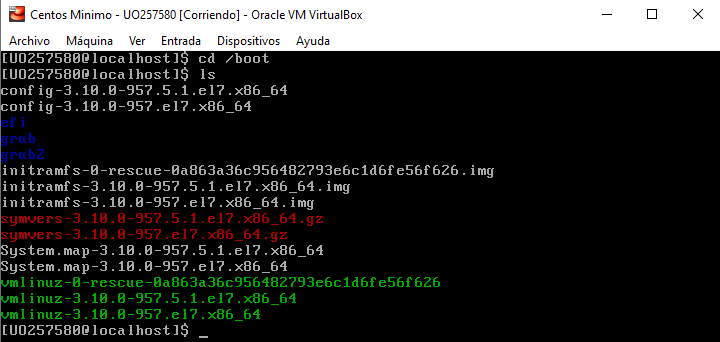 Centos Minimo - UO257580 [Corriendo] - Oracle VM VirtualBox
Archivo Máquina Ver Entrada Dispositivos Ayuda
[UO257580@localhost]$ cd /boot
[UO257580@localhost]$ ls
config-3.10.0-957.5.1.el7.x86_64
config-3.10.0-957.el7.x86_64
efi
grub
grub2
initramfs-0-rescue-0a863a36c956482793e6c1d6fe56f626.img
initramfs-3.10.0-957.5.1.el7.x86_64.img
initramfs-3.10.0-957.el7.x86_64.img
symvers-3.10.0-957.5.1.el7.x86_64.gz
symvers-3.10.0-957.el7.x86_64.gz
System.map-3.10.0-957.5.1.el7.x86_64
System.map-3.10.0-957.el7.x86_64
vmlinuz-0-rescue-0a863a36c956482793e6c1d6fe56f626
vmlinuz-3.10.0-957.5.1.el7.x86_64
vmlinuz-3.10.0-957.el7.x86_64
[UO257580@localhost]$ _